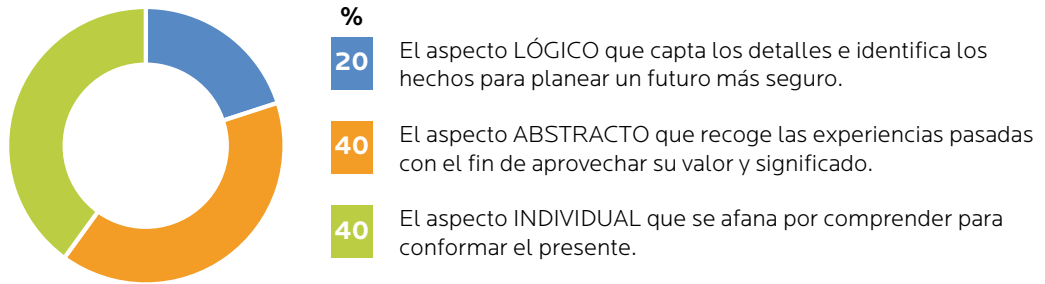 %
20
El aspecto LÓGICO que capta los detalles e identifica los
hechos para planear un futuro más seguro.
40
El aspecto ABSTRACTO que recoge las experiencias pasadas
con el fin de aprovechar su valor y significado.
40
El aspecto INDIVIDUAL que se afana por comprender para
conformar el presente.